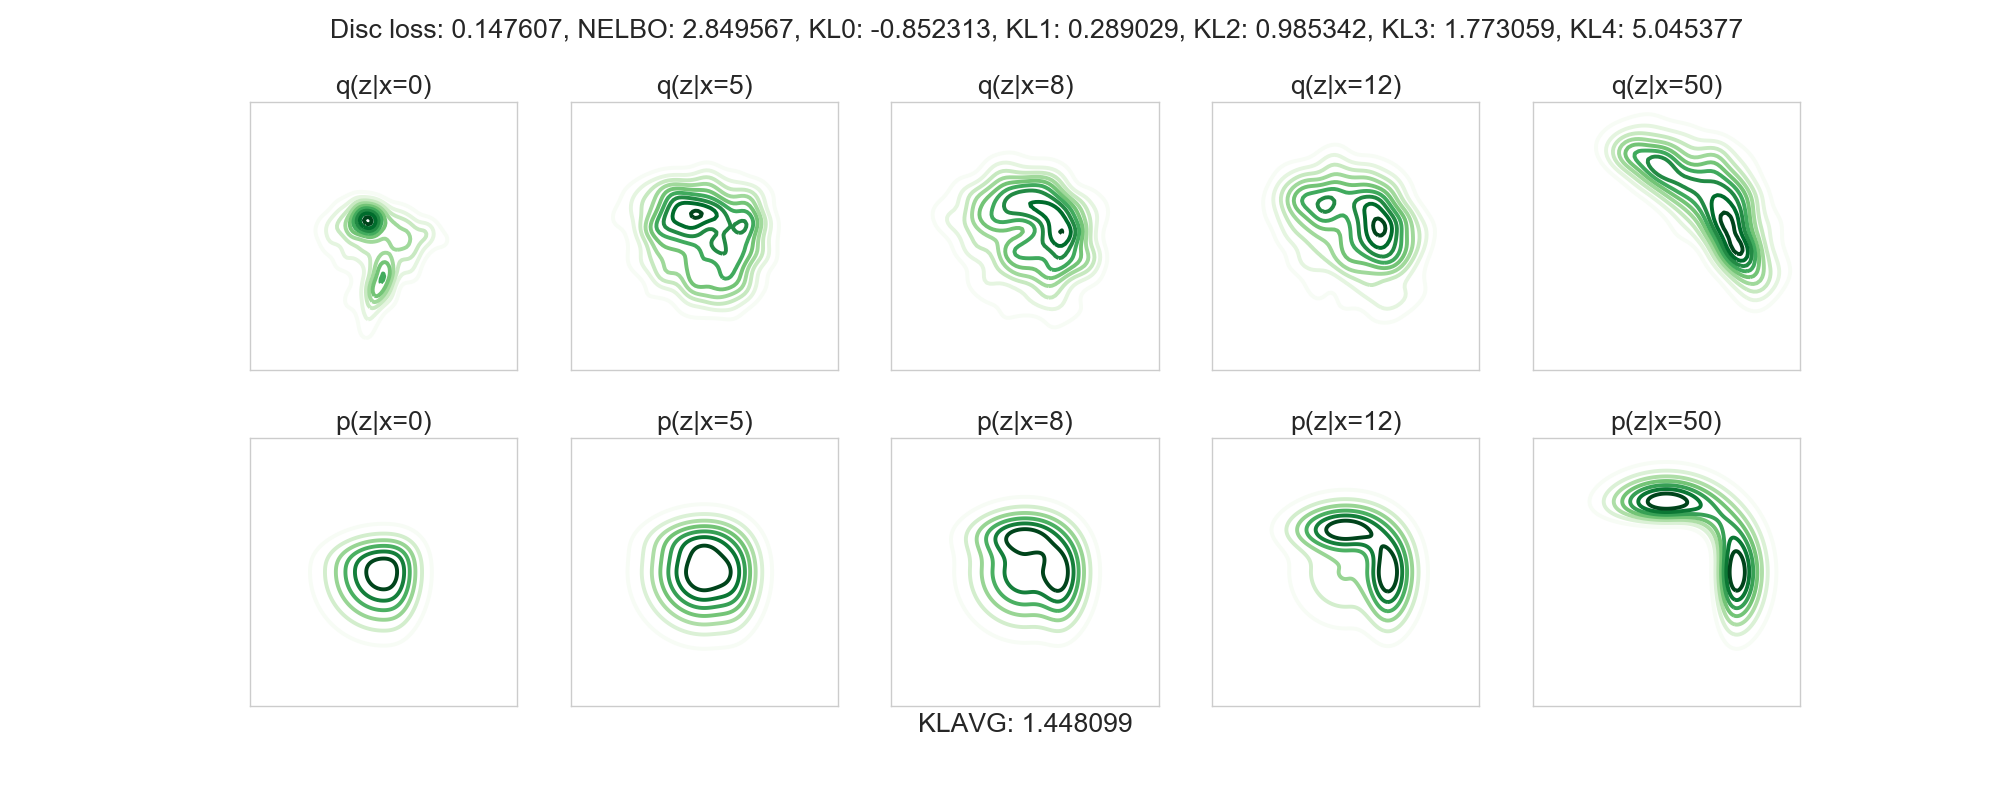 Disc loss: 0.147607, NELBO: 2.849567, KL0: -0.852313, KL1: 0.289029, KL2: 0.985342, KL3: 1.773059, KL4: 5.045377
q(z|x=0) q(z|x=5) q(z|x=8) q(z|x=12) q(z|x=50)
p(z|x=0) p(z|x=5) p(z|x=8) p(z|x=12) p(z|x=50)
KLAVG: 1.448099